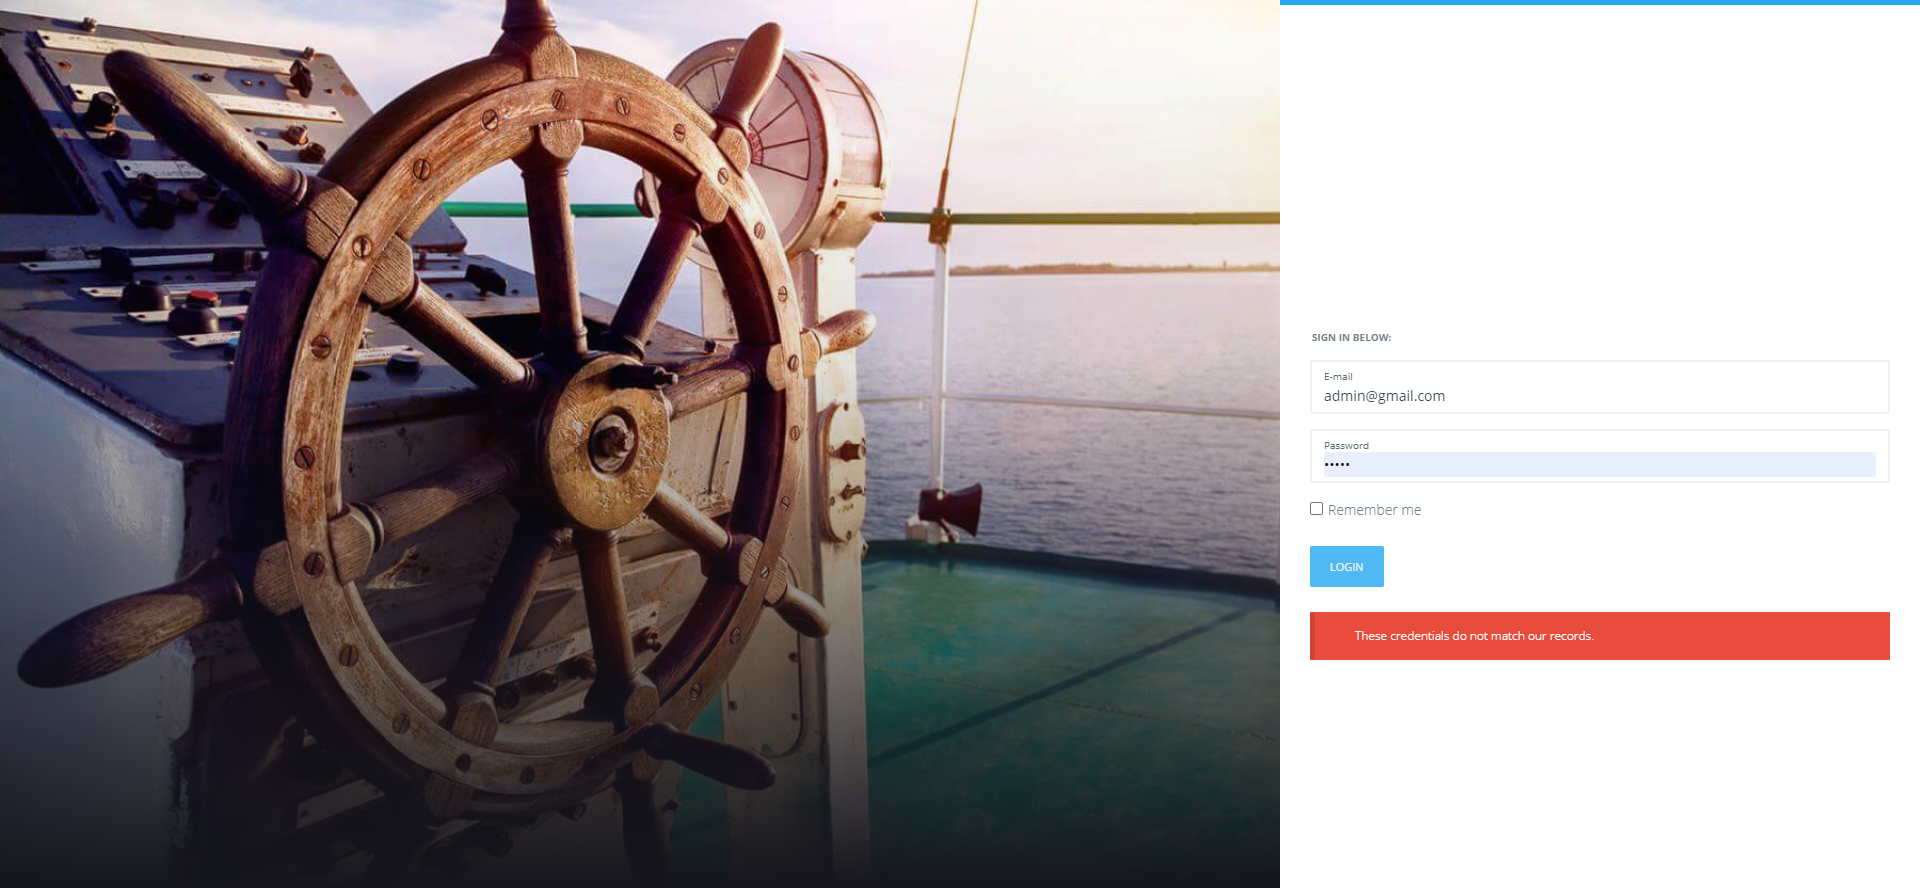 SIGN IN BELOW:
E-mail
admin@gmail.com
Password
•••••
Remember me
LOGIN
These credentials do not match our records.